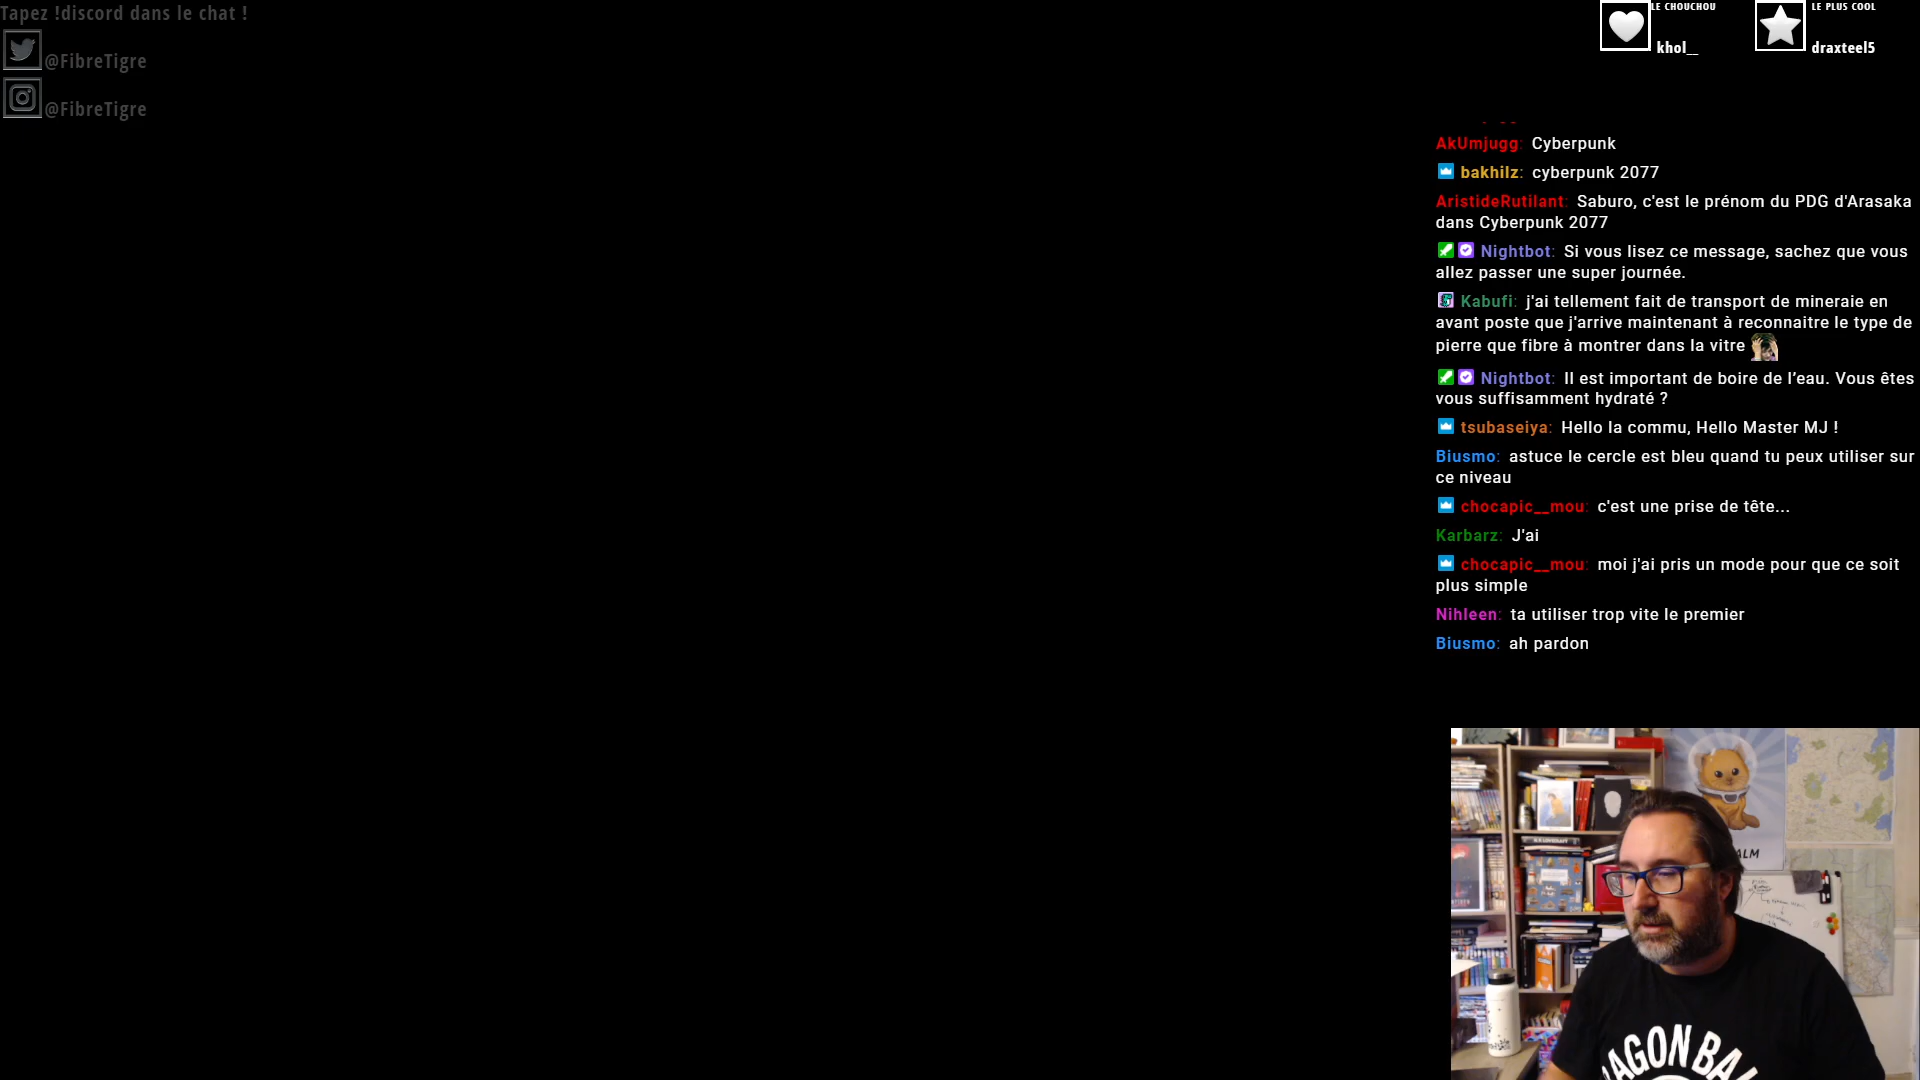 Tapez !discord dans le chat !
@FibreTigre
@FibreTigre
LE CHOUCHOU
khol__
LE PLUS COOL
draxteel5
AkUmjugg: Cyberpunk
bakhilz: cyberpunk 2077
AristideRutilant: Saburo, c'est le prénom du PDG d'Arasaka
dans Cyberpunk 2077
Nightbot: Si vous lisez ce message, sachez que vous
allez passer une super journée.
Kabufi: j'ai tellement fait de transport de mineraie en
avant poste que j'arrive maintenant à reconnaitre le type de
pierre que fibre à montrer dans la vitre
Nightbot: Il est important de boire de l’eau. Vous êtes
vous suffisamment hydraté ?
tsubaseiya: Hello la commu, Hello Master MJ !
Biusmo: astuce le cercle est bleu quand tu peux utiliser sur
ce niveau
chocapic__mou: c'est une prise de tête...
Karbarz: J'ai
chocapic__mou: moi j'ai pris un mode pour que ce soit
plus simple
Nihleen: ta utiliser trop vite le premier
Biusmo: ah pardon